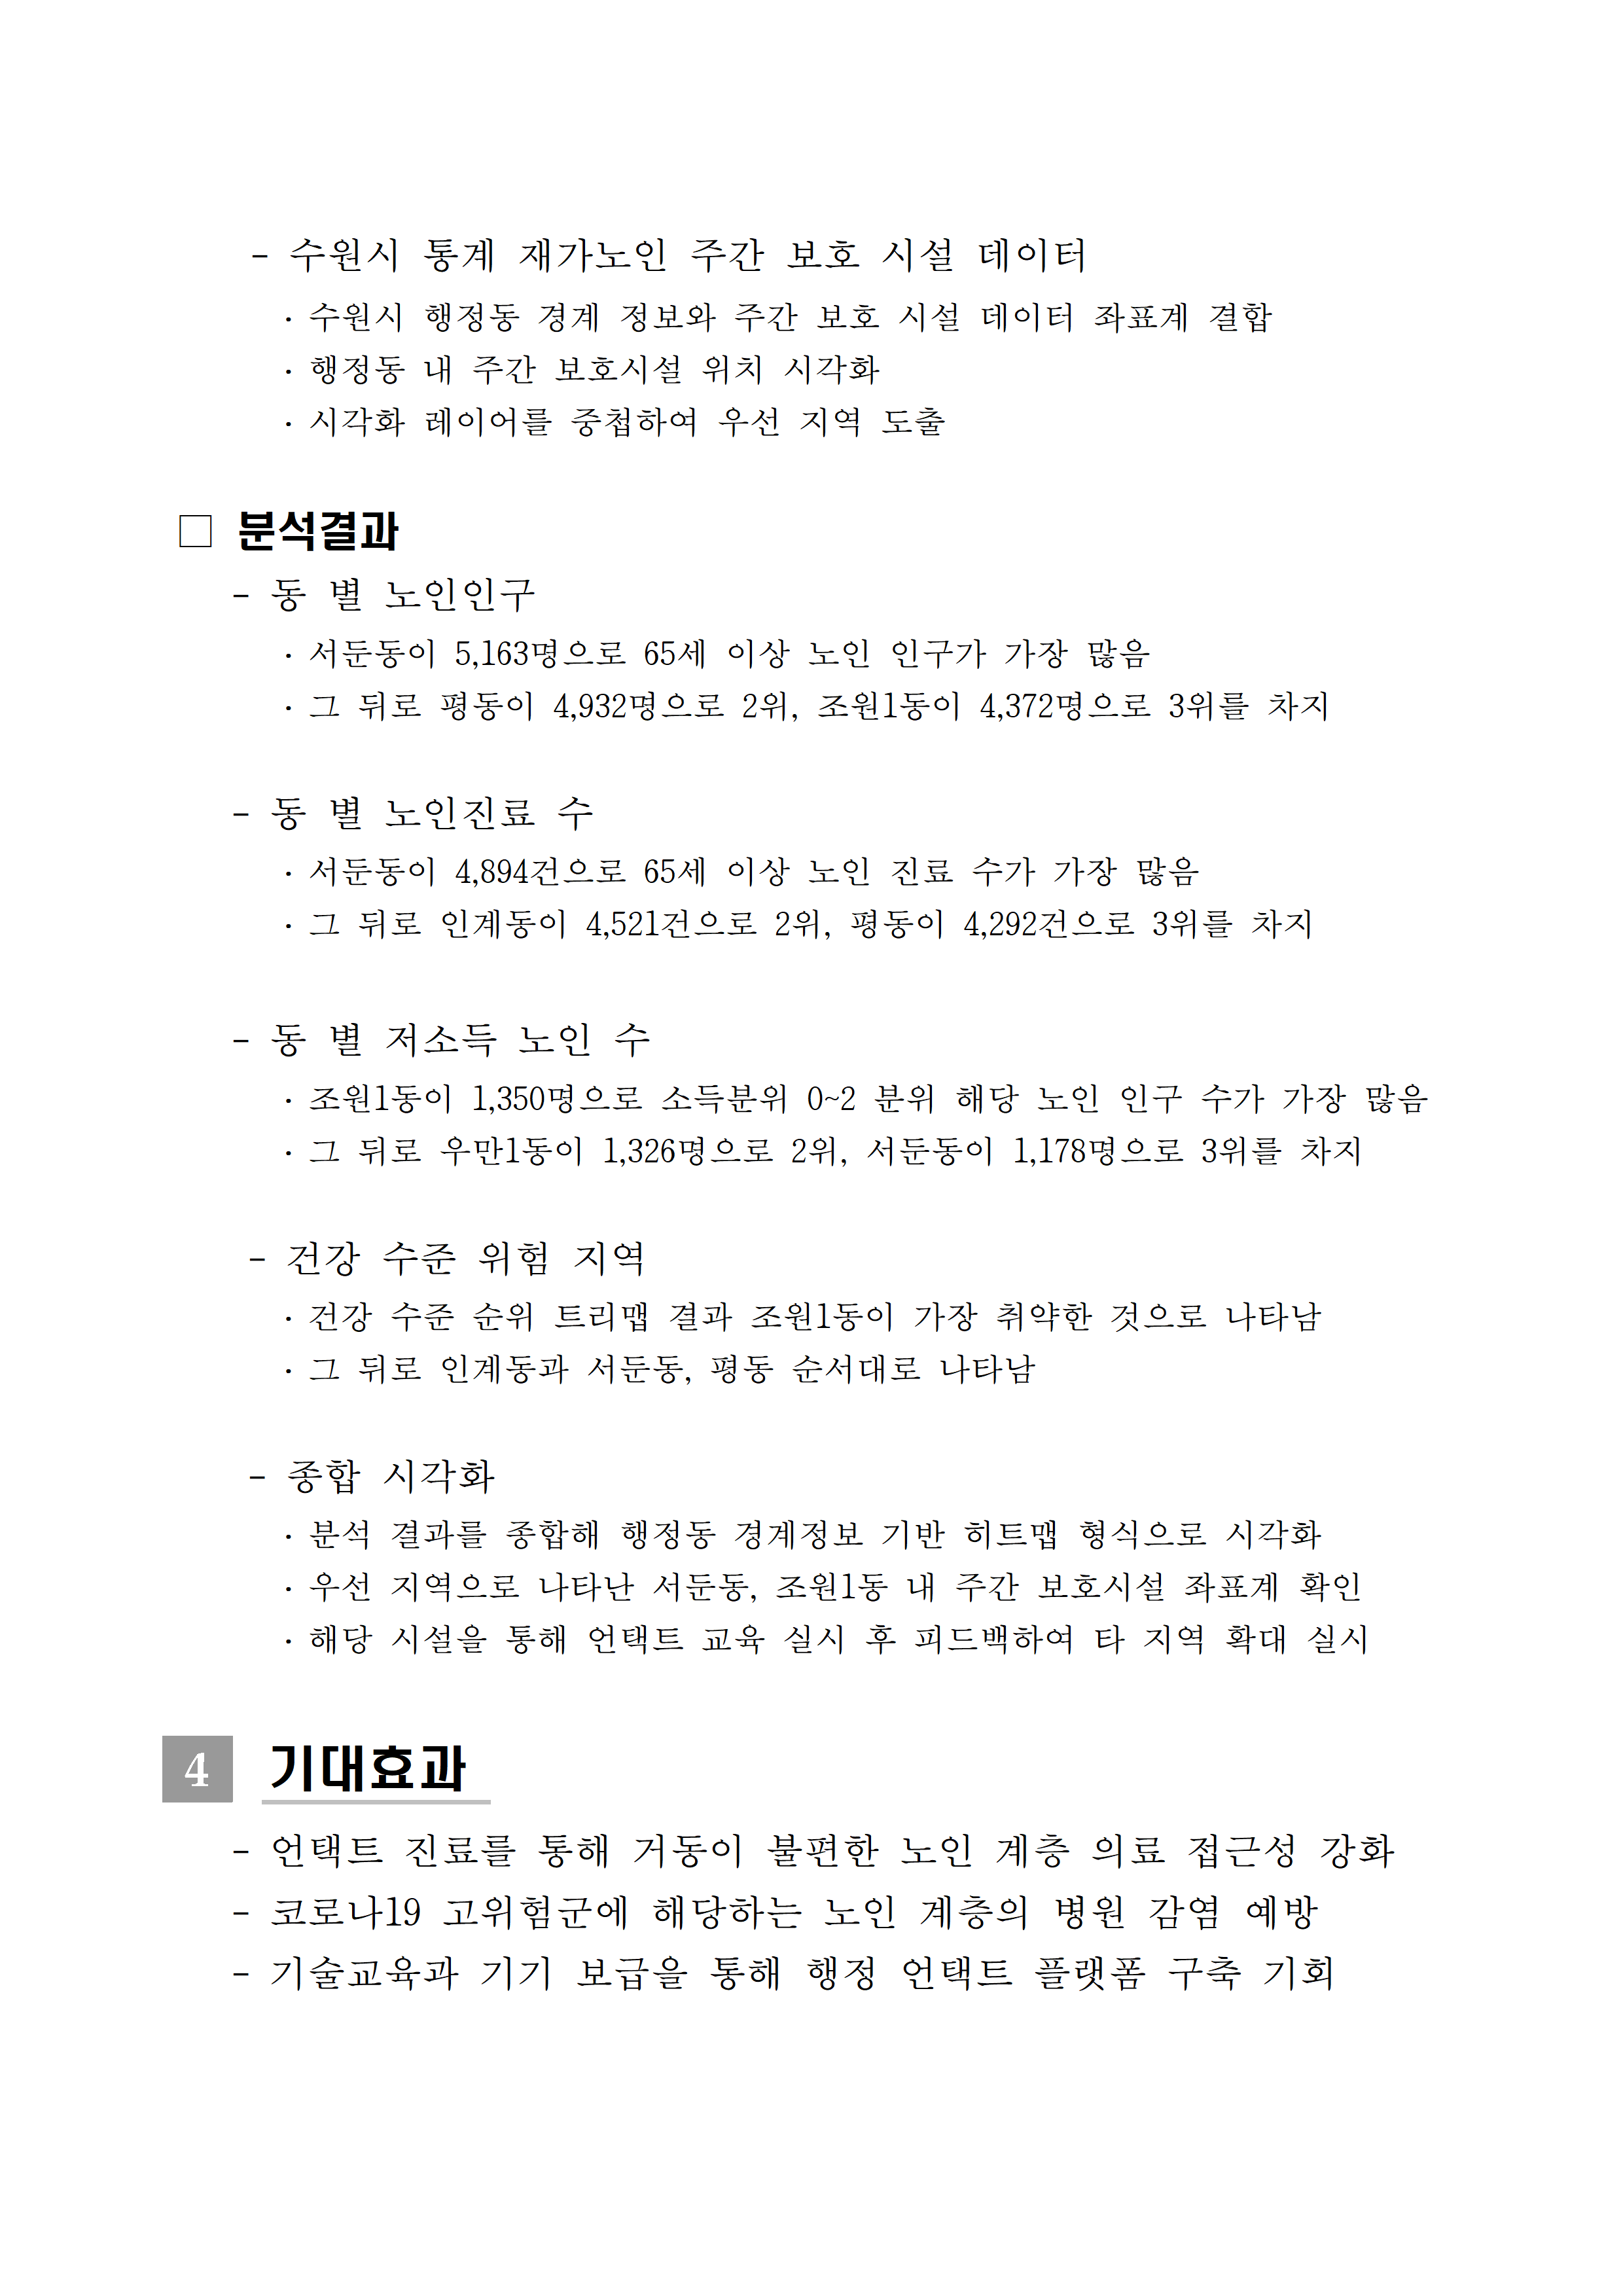 - 수원시 통계 재가노인 주간 보호 시설 데이터
· 수원시 행정동 경계 정보와 주간 보호 시설 데이터 좌표계 결합
· 행정동 내 주간 보호시설 위치 시각화
· 시각화 레이어를 중첩하여 우선 지역 도출
□ 분석결과
- 동 별 노인인구
· 서둔동이 5,163명으로 65세 이상 노인 인구가 가장 많음
· 그 뒤로 평동이 4,932명으로 2위, 조원1동이 4,372명으로 3위를 차지
- 동 별 노인진료 수
· 서둔동이 4,894건으로 65세 이상 노인 진료 수가 가장 많음
· 그 뒤로 인계동이 4,521건으로 2위, 평동이 4,292건으로 3위를 차지
- 동 별 저소득 노인 수
· 조원1동이 1,350명으로 소득분위 0~2 분위 해당 노인 인구 수가 가장 많음
· 그 뒤로 우만1동이 1,326명으로 2위, 서둔동이 1,178명으로 3위를 차지
- 건강 수준 위험 지역
· 건강 수준 순위 트리맵 결과 조원1동이 가장 취약한 것으로 나타남
· 그 뒤로 인계동과 서둔동, 평동 순서대로 나타남
- 종합 시각화
· 분석 결과를 종합해 행정동 경계정보 기반 히트맵 형식으로 시각화
· 우선 지역으로 나타난 서둔동, 조원1동 내 주간 보호시설 좌표계 확인
· 해당 시설을 통해 언택트 교육 실시 후 피드백하여 타 지역 확대 실시
4 기대효과
- 언택트 진료를 통해 거동이 불편한 노인 계층 의료 접근성 강화
- 코로나19 고위험군에 해당하는 노인 계층의 병원 감염 예방
- 기술교육과 기기 보급을 통해 행정 언택트 플랫폼 구축 기회